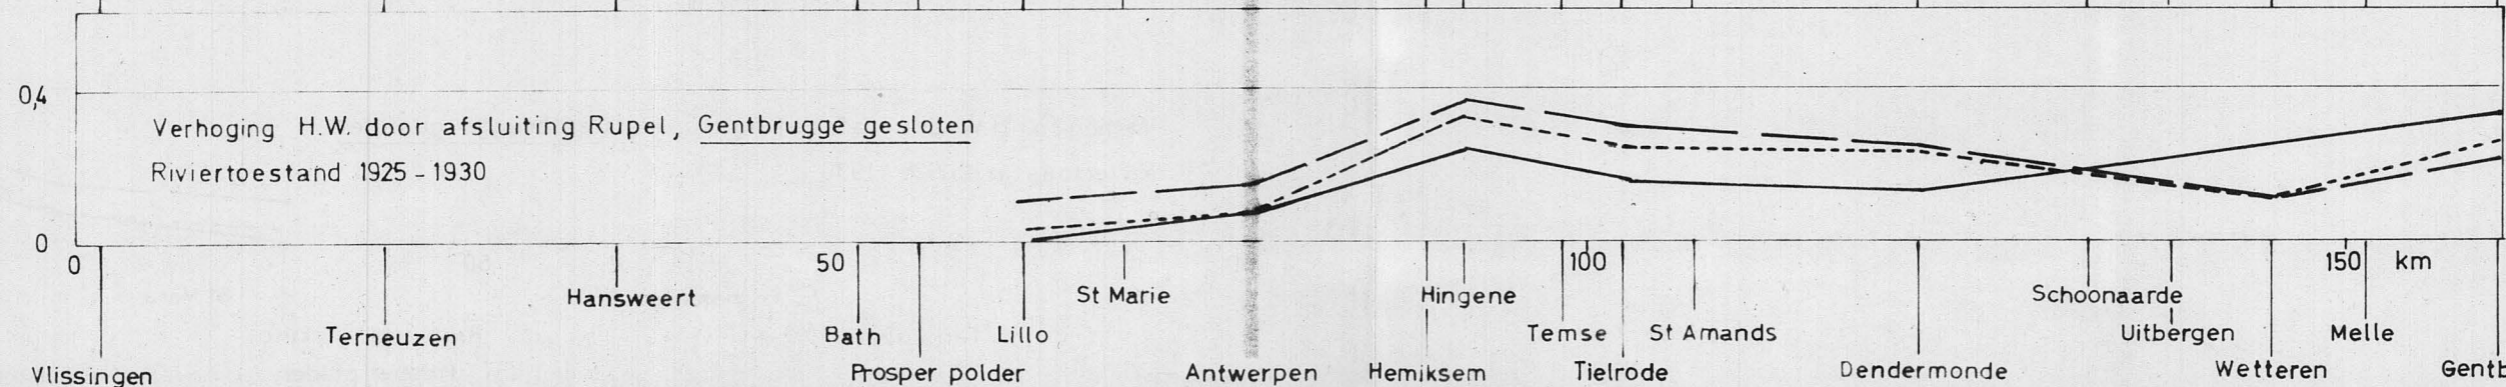 0,4
Verhoging H.W. door afsluiting Rupel, Gentbrugge gesloten
Riviertoestand 1925 - 1930
0
0 50 100 150 km
Hansweert St Marie Hingene Schoonaarde
Terneuzen Bath Lillo Temse St Amands Uitbergen Melle
Vlissingen Prosper polder Antwerpen Hemiksem Tielrode Dendermonde Wetteren Gentb